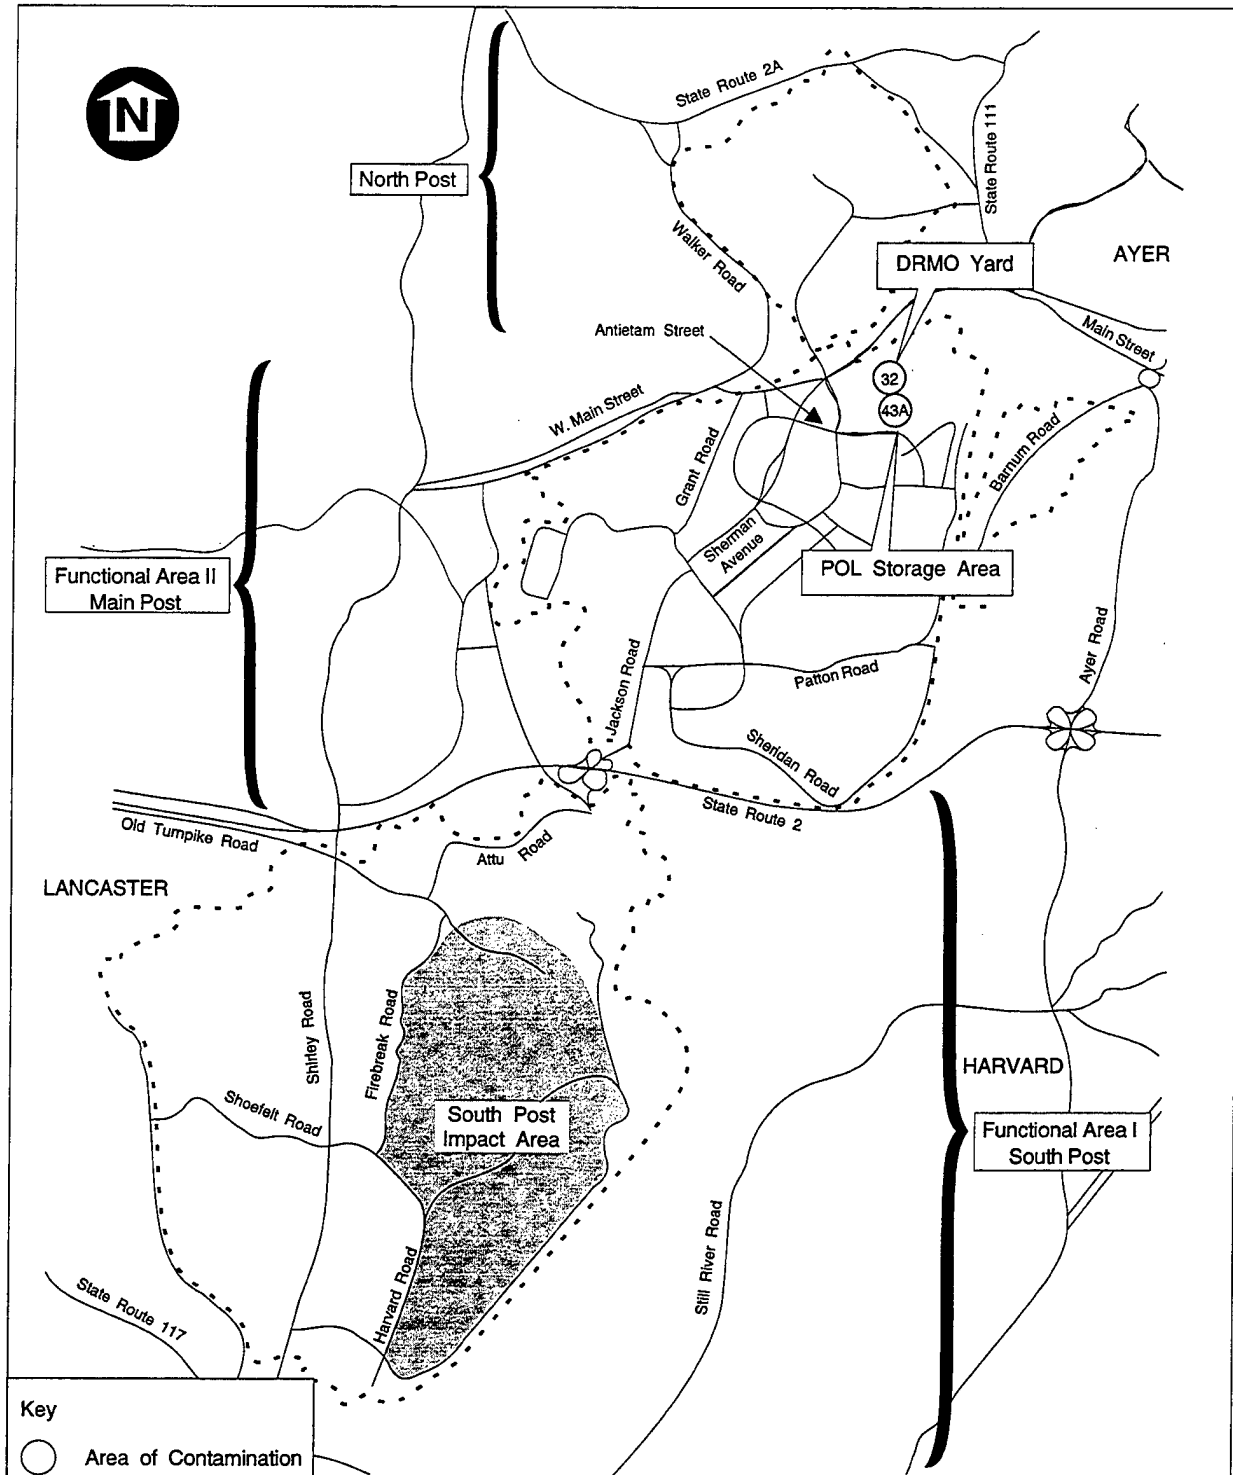 State Route 2A
N
State Route 111
North Post
Walker Road
AYER
DRMO Yard
Antietam Street
Main Street
32
W. Main Street
43A
Grant Road
Barnum Road
Sherman
Avenue
POL Storage Area
Functional Area II
Main Post
Ayer Road
Jackson Road
Patton Road
Sheridan Road
State Route 2
Old Turnpike Road
Attu Road
LANCASTER
Shirley Road
Firebreak Road
HARVARD
Shoefelt Road
South Post
Impact Area
Functional Area I
South Post
Still River Road
Harvard Road
State Route 117
Key
Area of Contamination